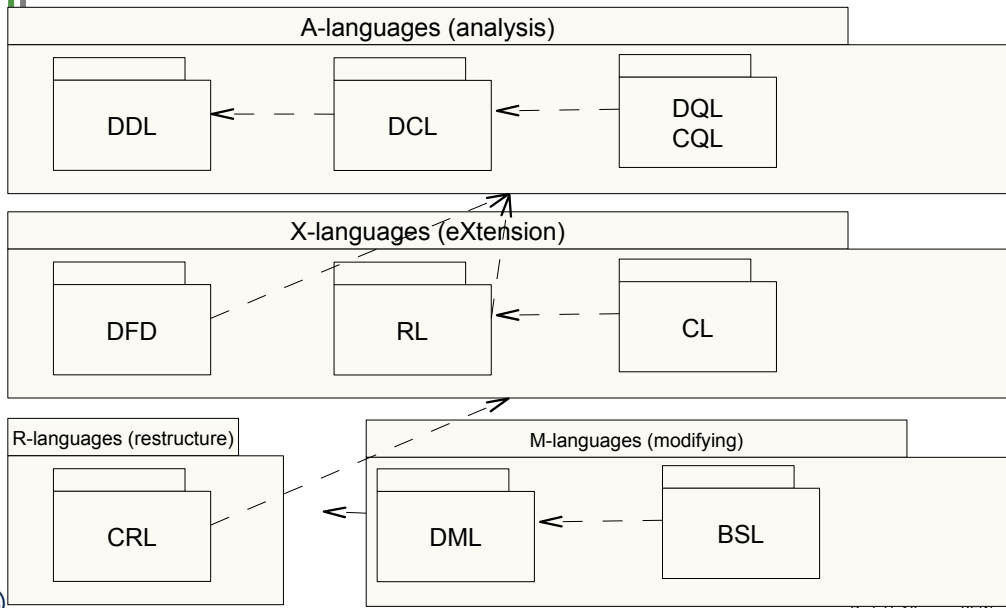 A-languages (analysis)
DDL
DCL
DQL
CQL
X-languages (eXtension)
DFD
RL
CL
R-languages (restructure)
M-languages (modifying)
CRL
DML
BSL